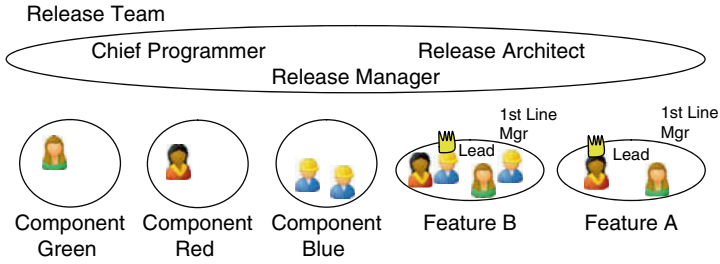 Release Team
Chief Programmer
Release Architect
Release Manager
1st Line
Mgr
1st Line
Mgr
Lead
Lead
Component
Green
Component
Red
Component
Blue
Feature B
Feature A